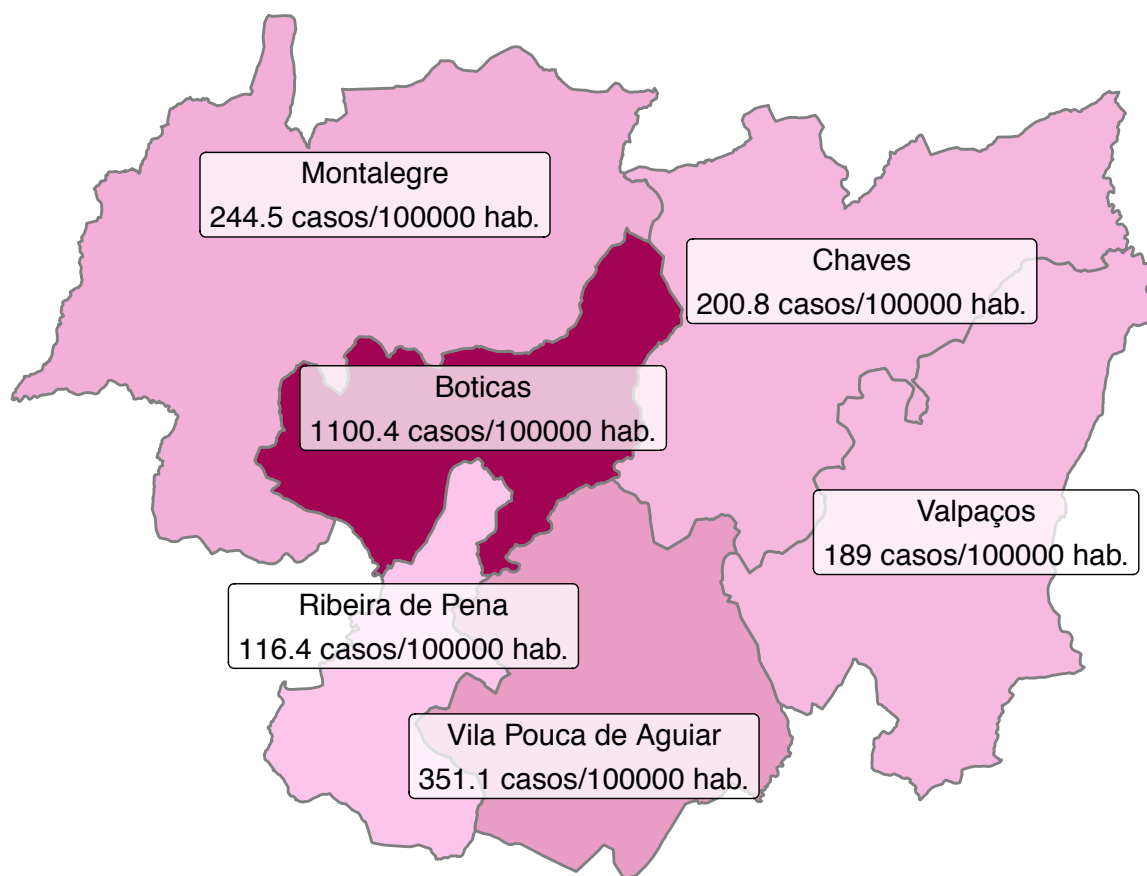 Montalegre
244.5 casos/100000 hab.
Chaves
200.8 casos/100000 hab.
Boticas
1100.4 casos/100000 hab.
Valpaços
189 casos/100000 hab.
Ribeira de Pena
116.4 casos/100000 hab.
Vila Pouca de Aguiar
351.1 casos/100000 hab.